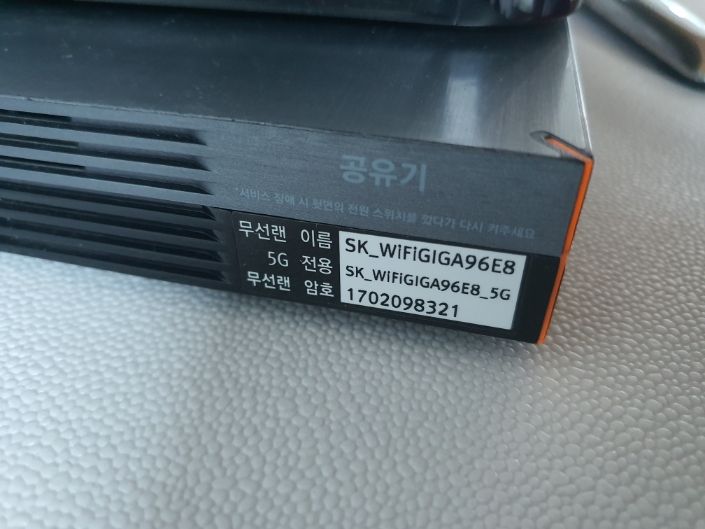 공유기
*서비스 장애 시 뒷면의 전원 스위치를 껐다가 다시 켜주세요
무선랜 이름 SK_WiFiGIGA96E8
5G 전용 SK_WiFiGIGA96E8_5G
무선랜 암호 1702098321